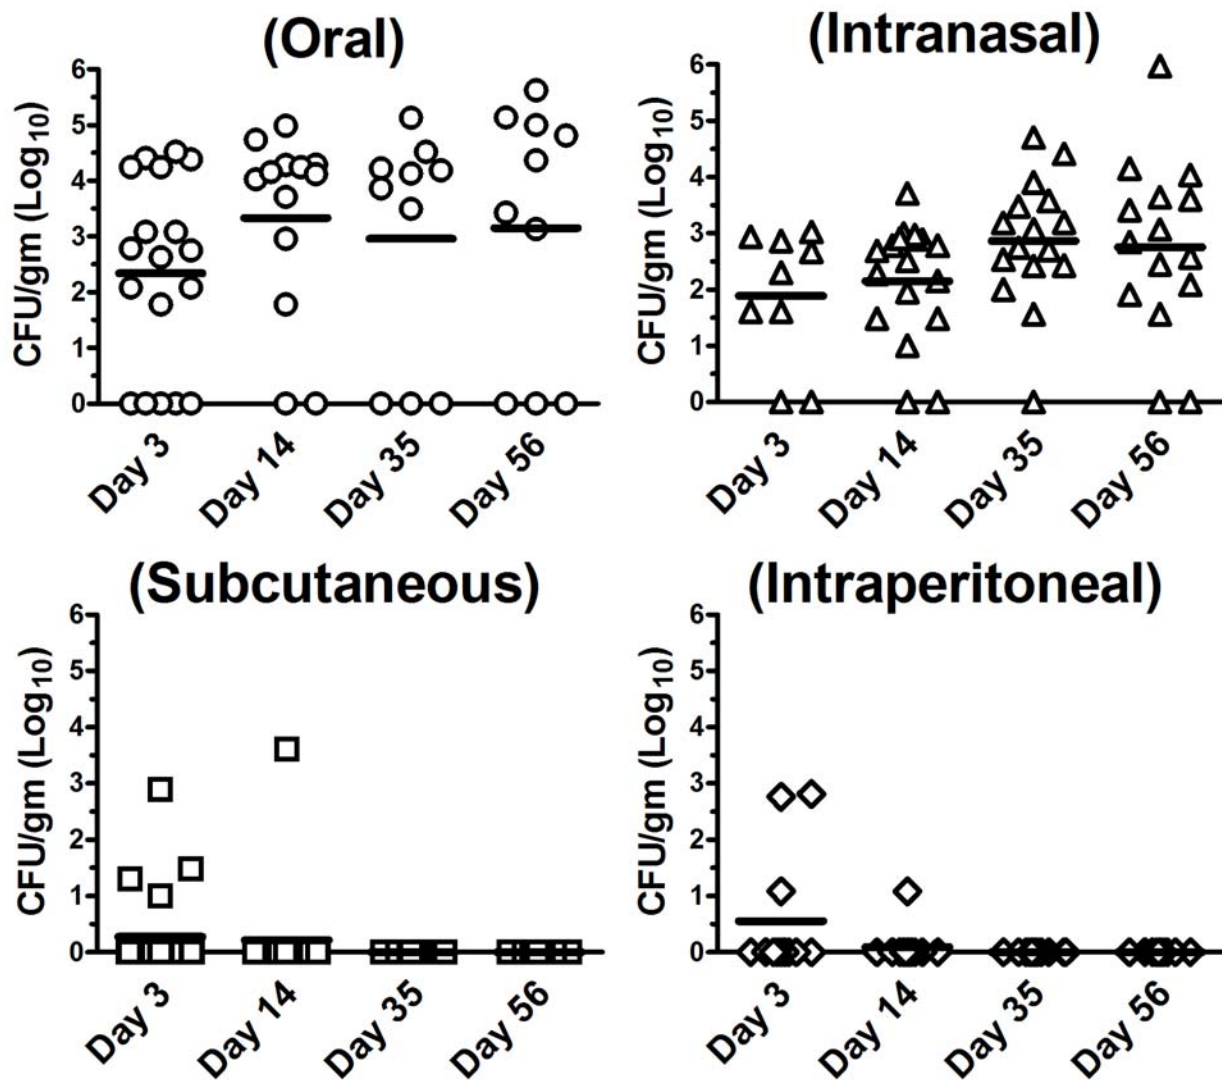 (Oral)
CFU/gm (Log10)
6
5
4
3
2
1
0
Day 3
Day 14
Day 35
Day 56
(Intranasal)
CFU/gm (Log10)
6
5
4
3
2
1
0
Day 3
Day 14
Day 35
Day 56
(Subcutaneous)
CFU/gm (Log10)
6
5
4
3
2
1
0
Day 3
Day 14
Day 35
Day 56
(Intraperitoneal)
CFU/gm (Log10)
6
5
4
3
2
1
0
Day 3
Day 14
Day 35
Day 56